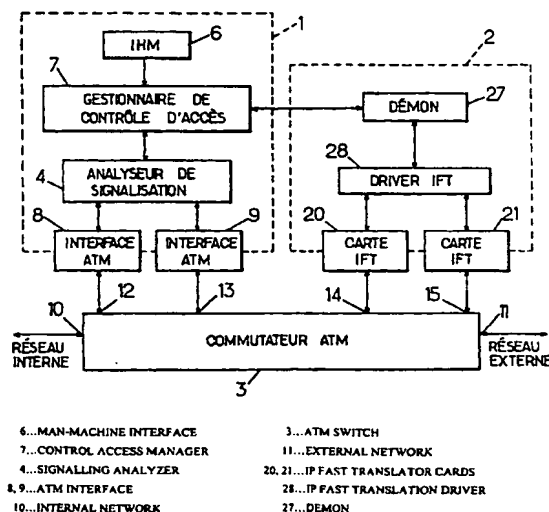 IHM
6
1
7
2
GESTIONNAIRE DE
CONTRÔLE D'ACCÈS
DÉMON
27
4
ANALYSEUR DE
SIGNALISATION
28
DRIVER IFT
8
9
20
21
INTERFACE
ATM
INTERFACE
ATM
CARTE
IFT
CARTE
IFT
10
12
13
14
15
11
RÉSEAU
INTERNE
COMMUTATEUR ATM
RÉSEAU
EXTERNE
3
6...MAN-MACHINE INTERFACE
7...CONTROL ACCESS MANAGER
4...SIGNALLING ANALYZER
8, 9...ATM INTERFACE
10...INTERNAL NETWORK
3...ATM SWITCH
11...EXTERNAL NETWORK
20, 21...IP FAST TRANSLATOR CARDS
28...IP FAST TRANSLATION DRIVER
27...DEMON